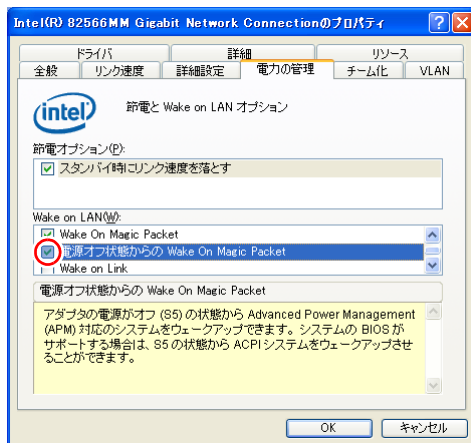 Intel(R) 82566MM Gigabit Network Connectionのプロパティ
ドライバ 詳細 リソース
全般 リンク速度 詳細設定 電力の管理 チーム化 VLAN
intel 節電と Wake on LAN オプション
節電オプション(P):
スタンバイ時にリンク速度を落とす
Wake on LAN(W):
Wake On Magic Packet
電源オフ状態からの Wake On Magic Packet
Wake on Link
電源オフ状態からの Wake On Magic Packet
アダプタの電源がオフ (S5) の状態から Advanced Power Management
(APM) 対応のシステムをウェークアップできます。システムの BIOS が
サポートする場合は、S5 の状態から ACPI システムをウェークアップさせ
ることができます。
OK キャンセル